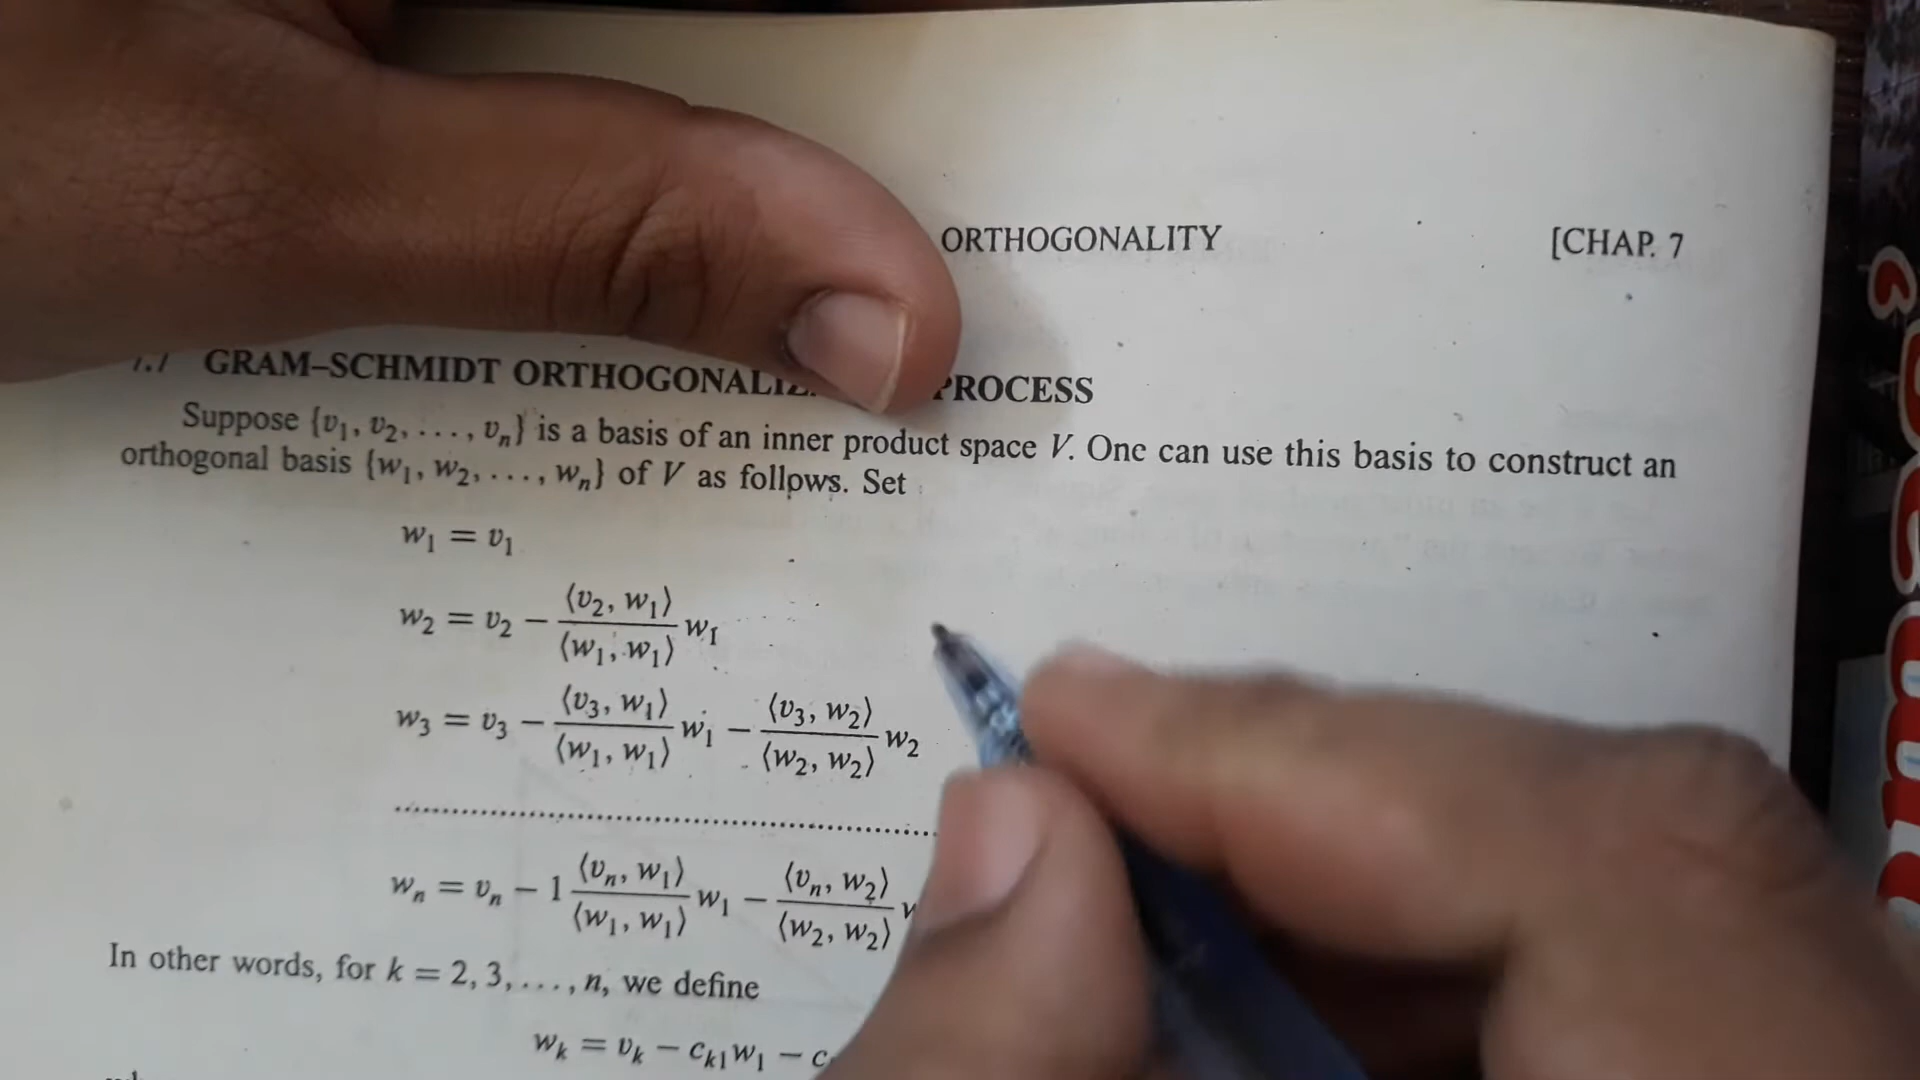 ORTHOGONALITY [CHAP. 7
GRAM–SCHMIDT PROCESS
Suppose {v₁, v₂, ..., vₙ} is a basis of an inner product space V. One can use this basis to construct an
orthogonal basis {w₁, w₂, ..., wₙ} of V as follows. Set
w₁ = v₁
w₂ = v₂ − ⟨v₂, w₁⟩/⟨w₁, w₁⟩ w₁
w₃ = v₃ − ⟨v₃, w₁⟩/⟨w₁, w₁⟩ w₁ − ⟨v₃, w₂⟩/⟨w₂, w₂⟩ w₂
wₙ = vₙ − 1 ⟨vₙ, w₁⟩/⟨w₁, w₁⟩ w₁ − ⟨vₙ, w₂⟩/⟨w₂, w₂⟩
In other words, for k = 2, 3, ..., n, we define
wₖ = vₖ − cₖ₁w₁ −